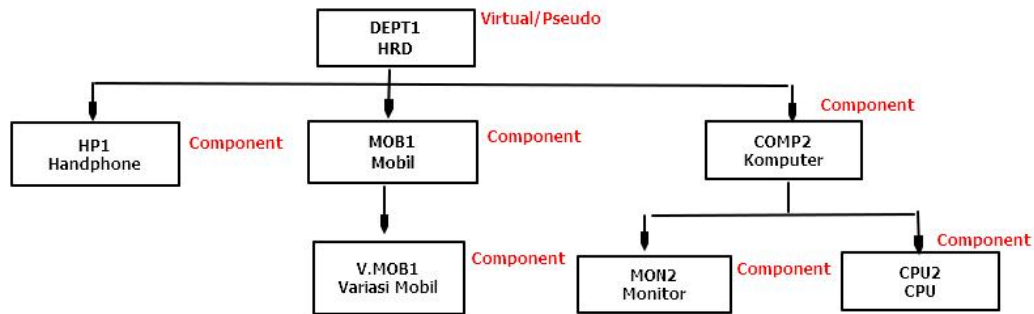 Virtual/Pseudo
DEPT1
HRD
Component
HP1
Handphone
Component
MOB1
Mobil
Component
COMP2
Komputer
V.MOB1
Variasi Mobil
Component
MON2
Monitor
Component
Component
CPU2
CPU